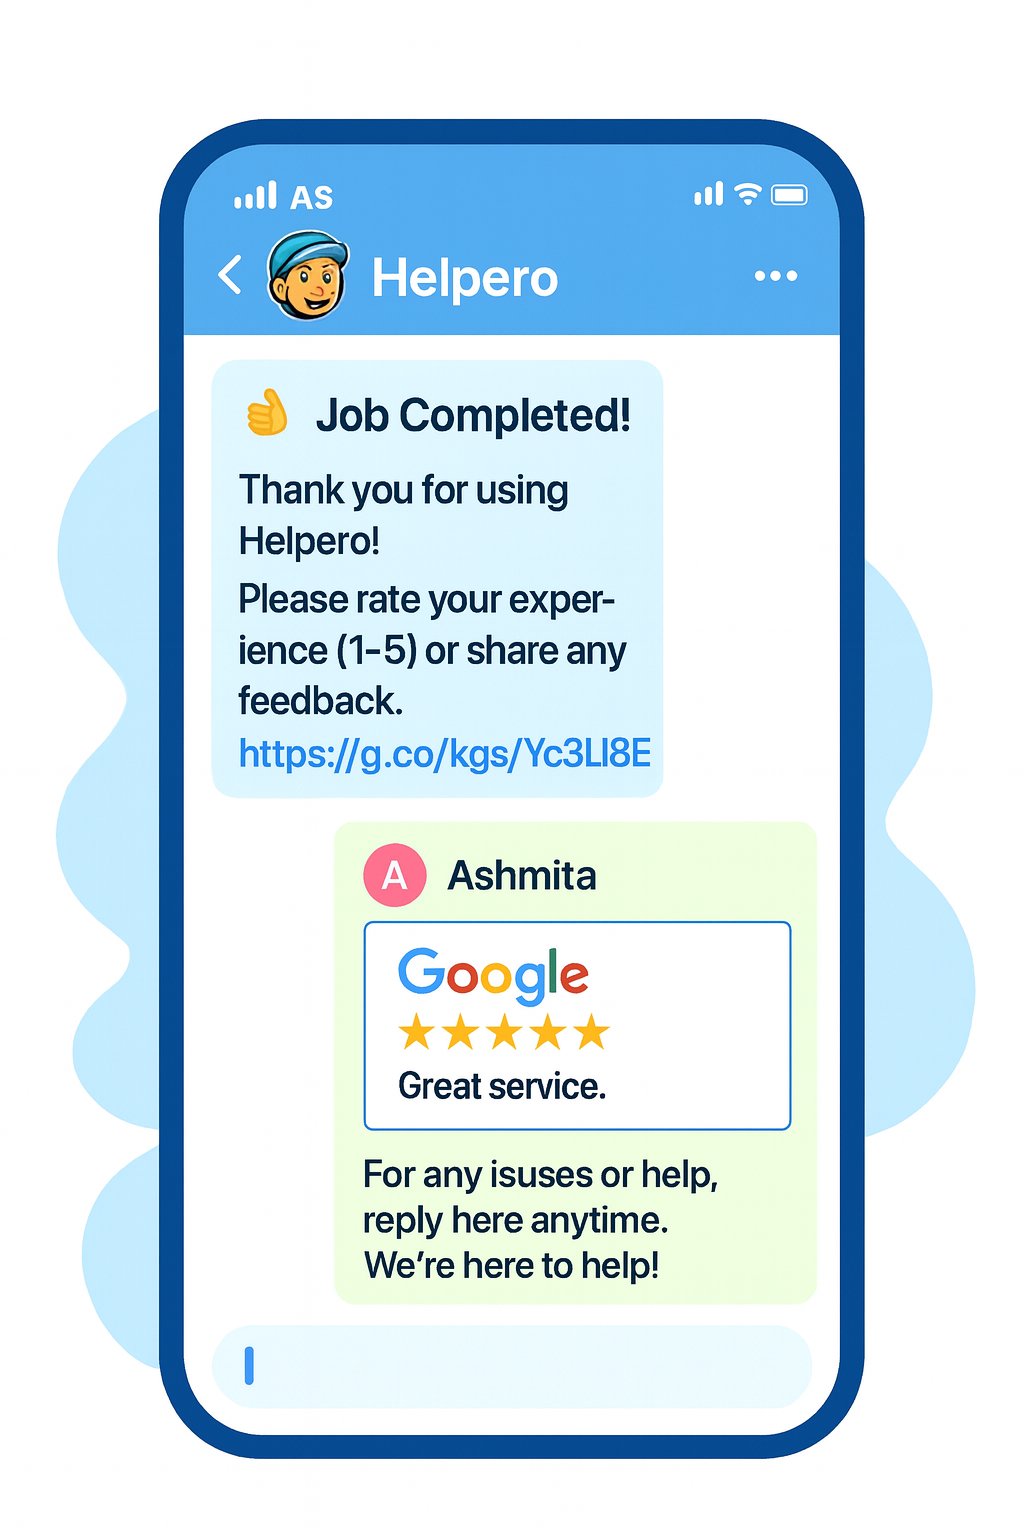 AS
Helpero
Job Completed!
Thank you for using
Helpero!
Please rate your exper-
ience (1-5) or share any
feedback.
https://g.co/kgs/Yc3LI8E
A
Ashmita
Google
Great service.
For any isuses or help,
reply here anytime.
We’re here to help!